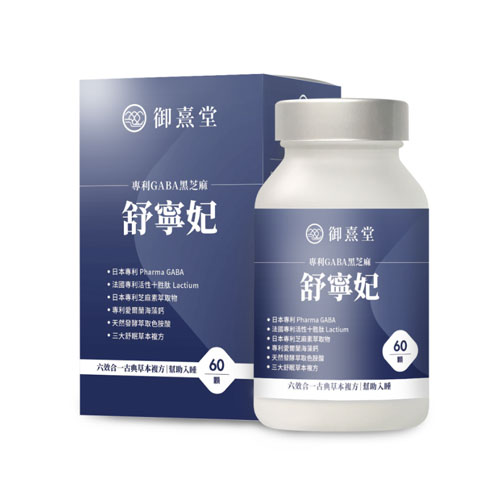 御熹堂
專利GABA黑芝麻
舒寧妃
日本專利 Pharma GABA
法國專利活性十胜肽 Lactium
日本專利芝麻素萃取物
專利愛爾蘭海藻鈣
天然發酵萃取色胺酸
三大舒眠草本複方
六效合一古典草本複方|幫助入睡
60
顆
御熹堂
專利GABA黑芝麻
舒寧妃
日本專利 Pharma GABA
法國專利活性十胜肽 Lactium
日本專利芝麻素萃取物
專利愛爾蘭海藻鈣
天然發酵萃取色胺酸
三大舒眠草本複方
60
顆
六效合一古典草本複方|幫助入睡